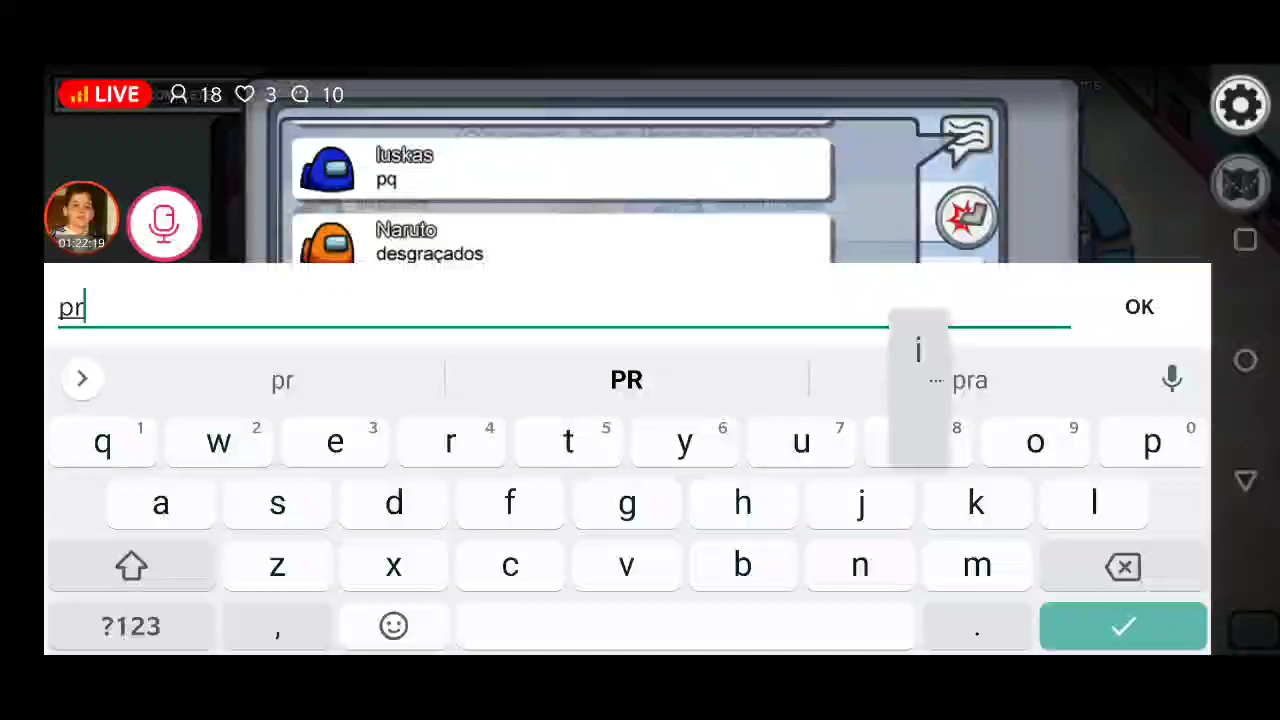 LIVE 18 3 10
luskas
pq
Naruto
desgraçados
01:22:19
pr
OK
i
pr PR ... pra
q 1 w 2 e 3 r 4 t 5 y 6 u 7 8 o 9 p 0
a s d f g h j k l
z x c v b n m
?123 , .